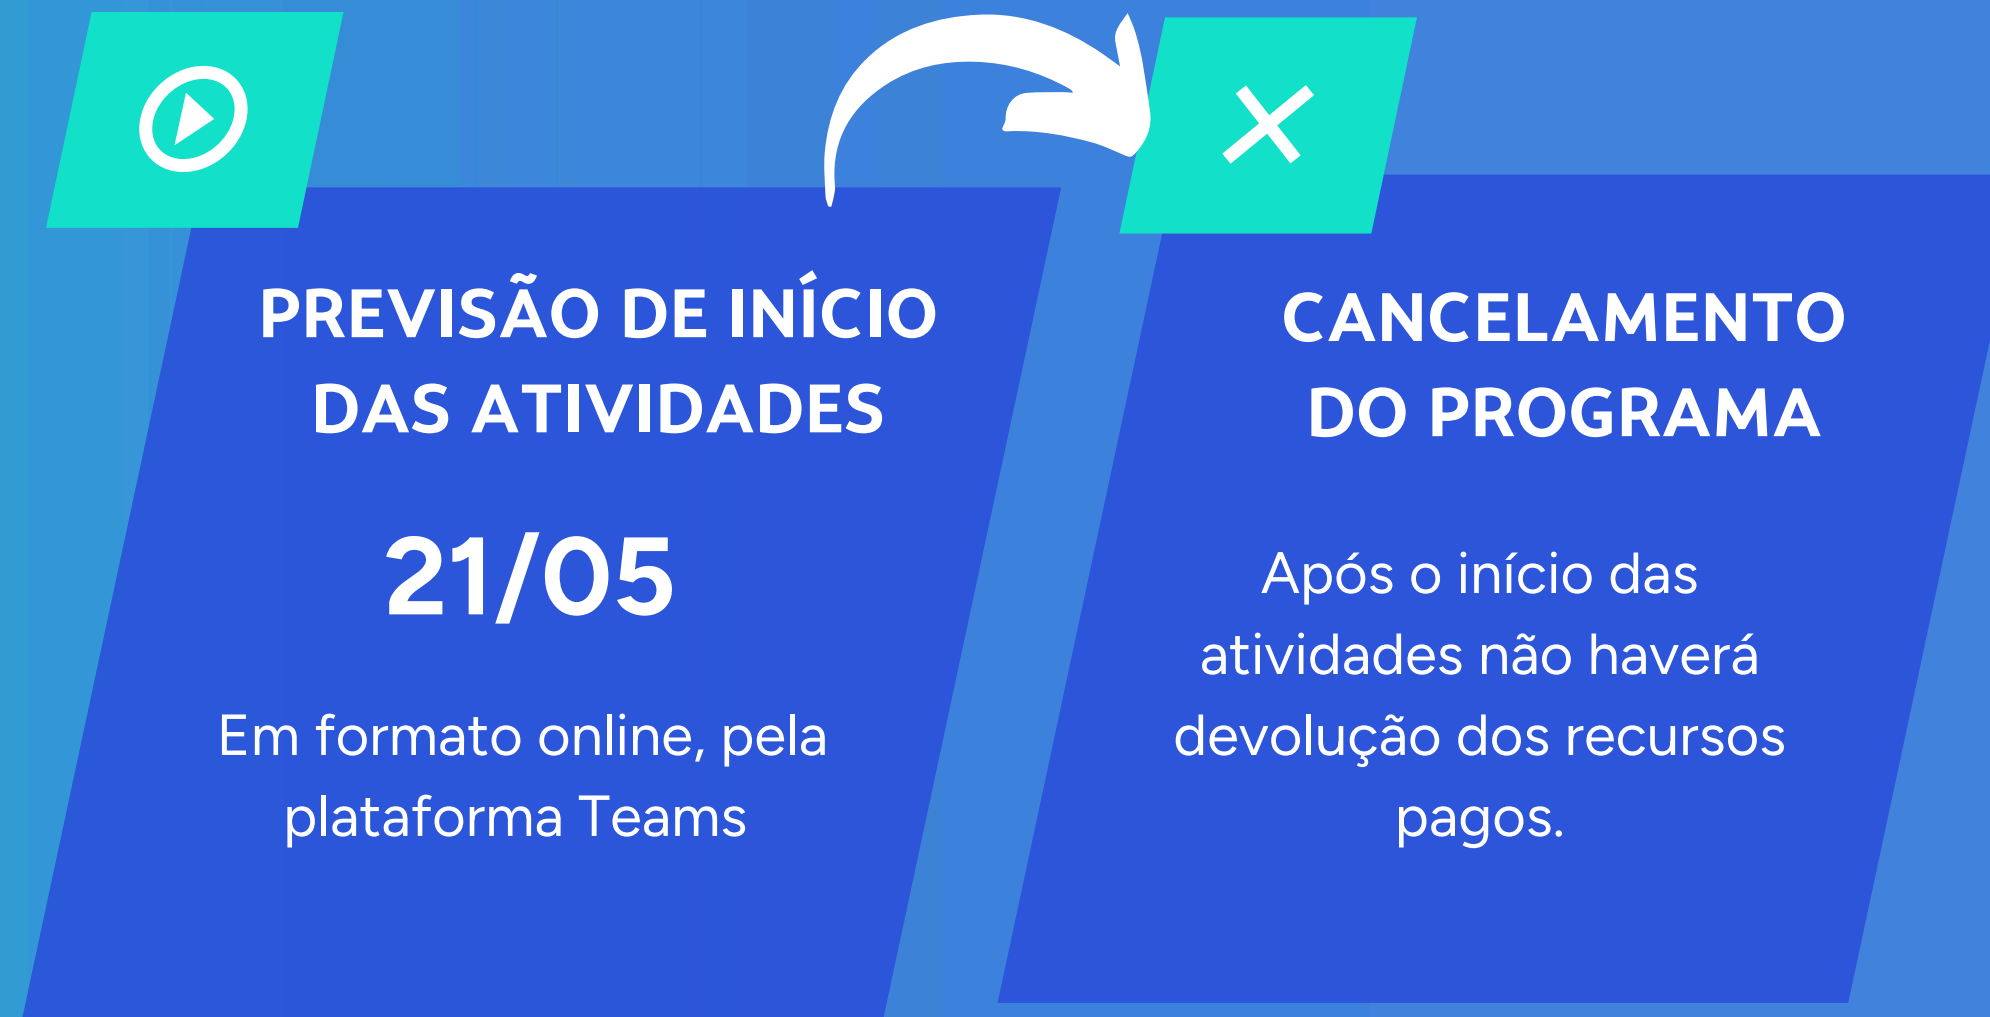 PREVISÃO DE INÍCIO
DAS ATIVIDADES
21/05
Em formato online, pela
plataforma Teams
CANCELAMENTO
DO PROGRAMA
Após o início das
atividades não haverá
devolução dos recursos
pagos.